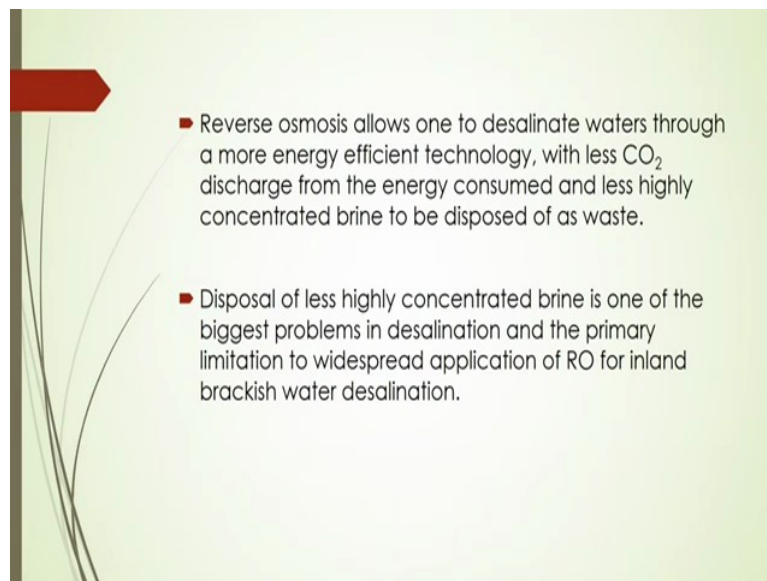 Reverse osmosis allows one to desalinate waters through
a more energy efficient technology, with less CO₂
discharge from the energy consumed and less highly
concentrated brine to be disposed of as waste.
Disposal of less highly concentrated brine is one of the
biggest problems in desalination and the primary
limitation to widespread application of RO for inland
brackish water desalination.